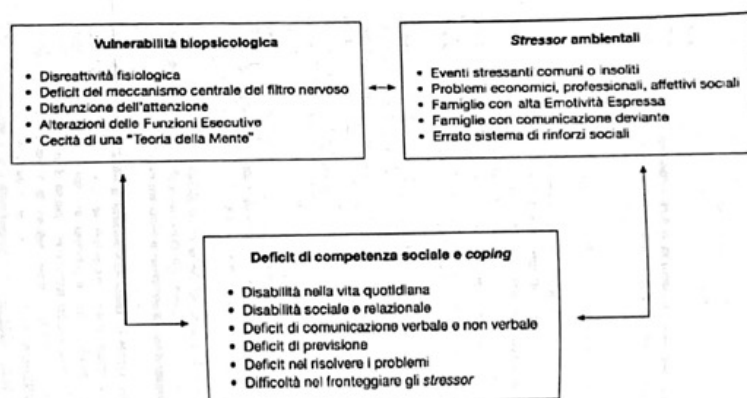 Vulnerabilità biopsicologica
• Disreattività fisiologica
• Deficit del meccanismo centrale del filtro nervoso
• Disfunzione dell'attenzione
• Alterazioni delle Funzioni Esecutive
• Cecità di una "Teoria della Mente"
Stressor ambientali
• Eventi stressanti comuni o insoliti
• Problemi economici, professionali, affettivi sociali
• Famiglie con alta Emotività Espressa
• Famiglie con comunicazione deviante
• Errato sistema di rinforzi sociali
Deficit di competenza sociale e coping
• Disabilità nella vita quotidiana
• Disabilità sociale e relazionale
• Deficit di comunicazione verbale e non verbale
• Deficit di previsione
• Deficit nel risolvere i problemi
• Difficoltà nel fronteggiare gli stressor